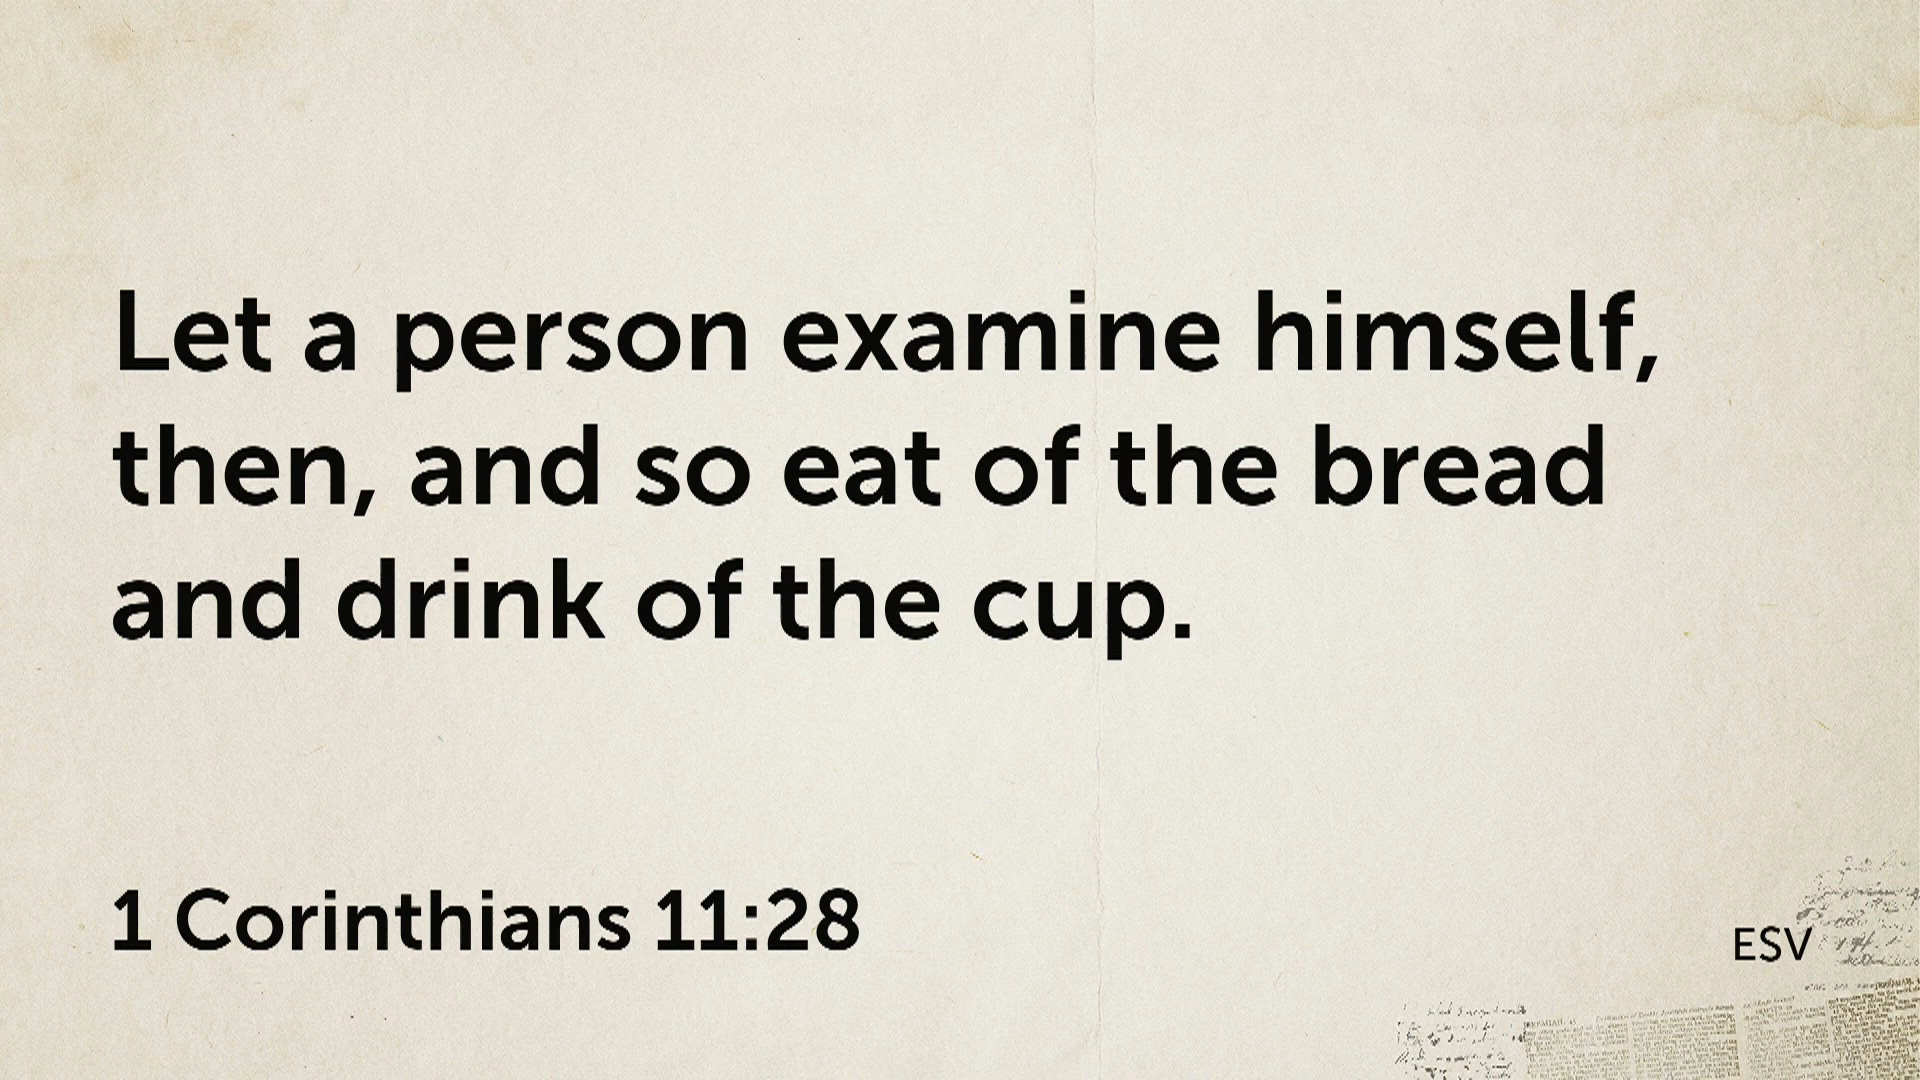 Let a person examine himself,
then, and so eat of the bread
and drink of the cup.
1 Corinthians 11:28
ESV